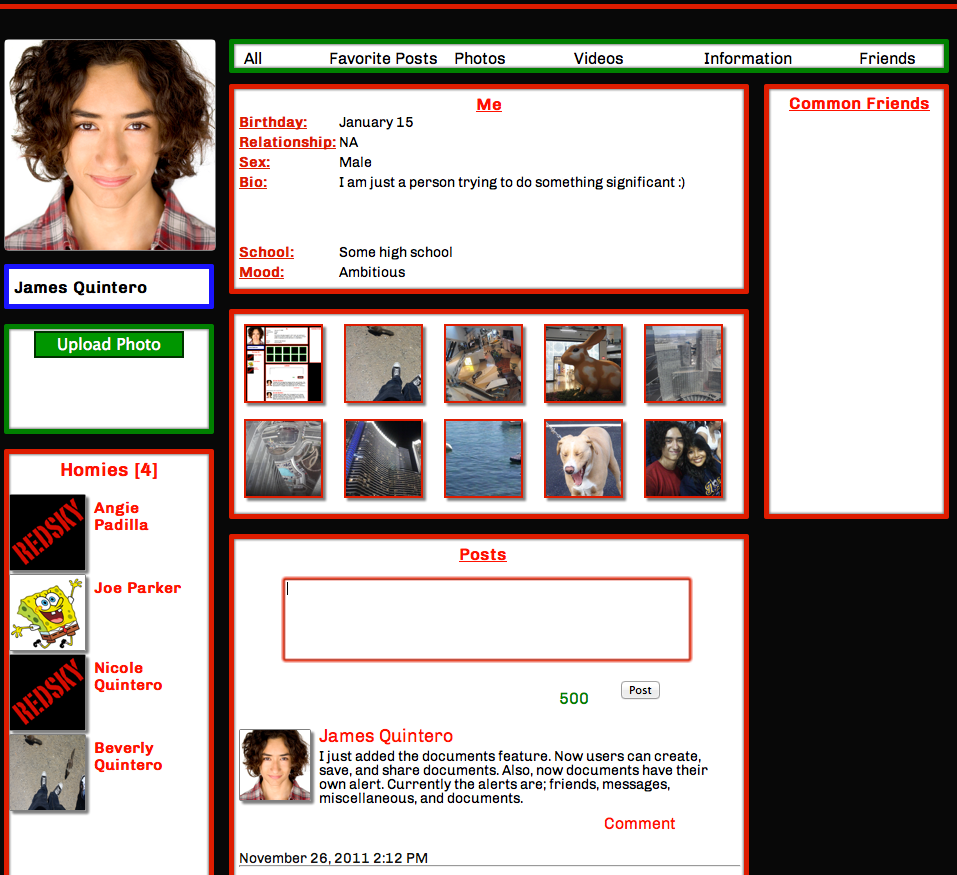 All Favorite Posts Photos Videos Information Friends
Me
Birthday: January 15
Relationship: NA
Sex: Male
Bio: I am just a person trying to do something significant :)
School: Some high school
Mood: Ambitious
Common Friends
James Quintero
Upload Photo
Homies [4]
REDSKY
Angie
Padilla
Joe Parker
REDSKY
Nicole
Quintero
Beverly
Quintero
Posts
500
Post
James Quintero
I just added the documents feature. Now users can create,
save, and share documents. Also, now documents have their
own alert. Currently the alerts are; friends, messages,
miscellaneous, and documents.
Comment
November 26, 2011 2:12 PM